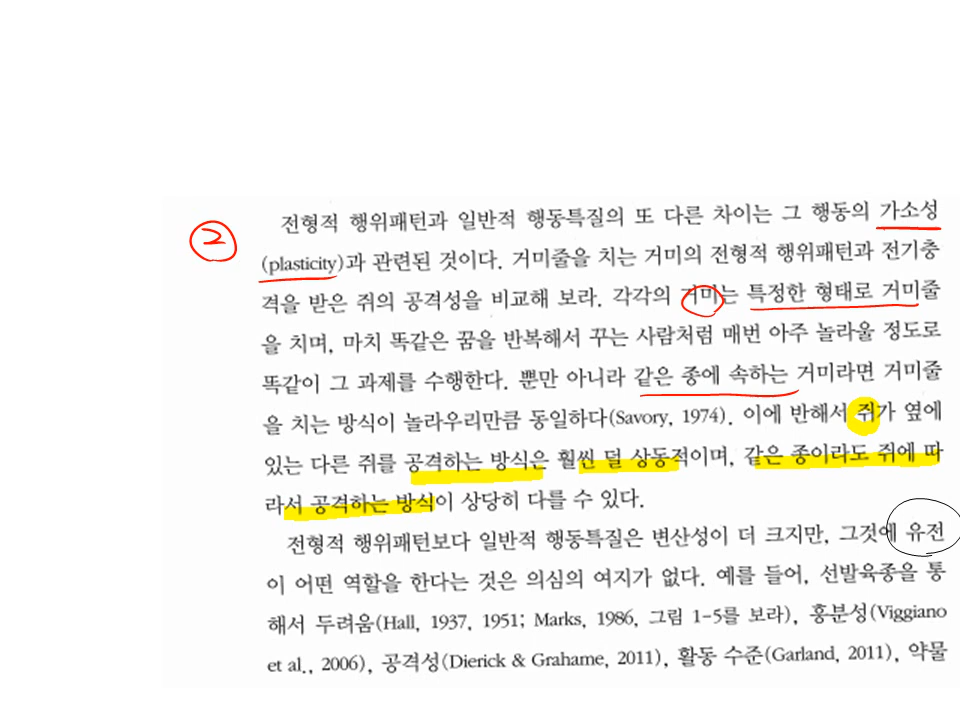 전형적 행위패턴과 일반적 행동특질의 또 다른 차이는 그 행동의 가소성
②
(plasticity)과 관련된 것이다. 거미줄을 치는 거미의 전형적 행위패턴과 전기충
격을 받은 쥐의 공격성을 비교해 보라. 각각의 거미는 특정한 형태로 거미줄
을 치며, 마치 똑같은 꿈을 반복해서 꾸는 사람처럼 매번 아주 놀라울 정도로
똑같이 그 과제를 수행한다. 뿐만 아니라 같은 종에 속하는 거미라면 거미줄
을 치는 방식이 놀라우리만큼 동일하다(Savory, 1974). 이에 반해서 쥐가 옆에
있는 다른 쥐를 공격하는 방식은 훨씬 덜 상동적이며, 같은 종이라도 쥐에 따
라서 공격하는 방식이 상당히 다를 수 있다.
전형적 행위패턴보다 일반적 행동특질은 변산성이 더 크지만, 그것에 유전
이 어떤 역할을 한다는 것은 의심의 여지가 없다. 예를 들어, 선발육종을 통
해서 두려움(Hall, 1937, 1951; Marks, 1986, 그림 1-5를 보라), 흥분성(Viggiano
et al., 2006), 공격성(Dierick & Grahame, 2011), 활동 수준(Garland, 2011), 약물